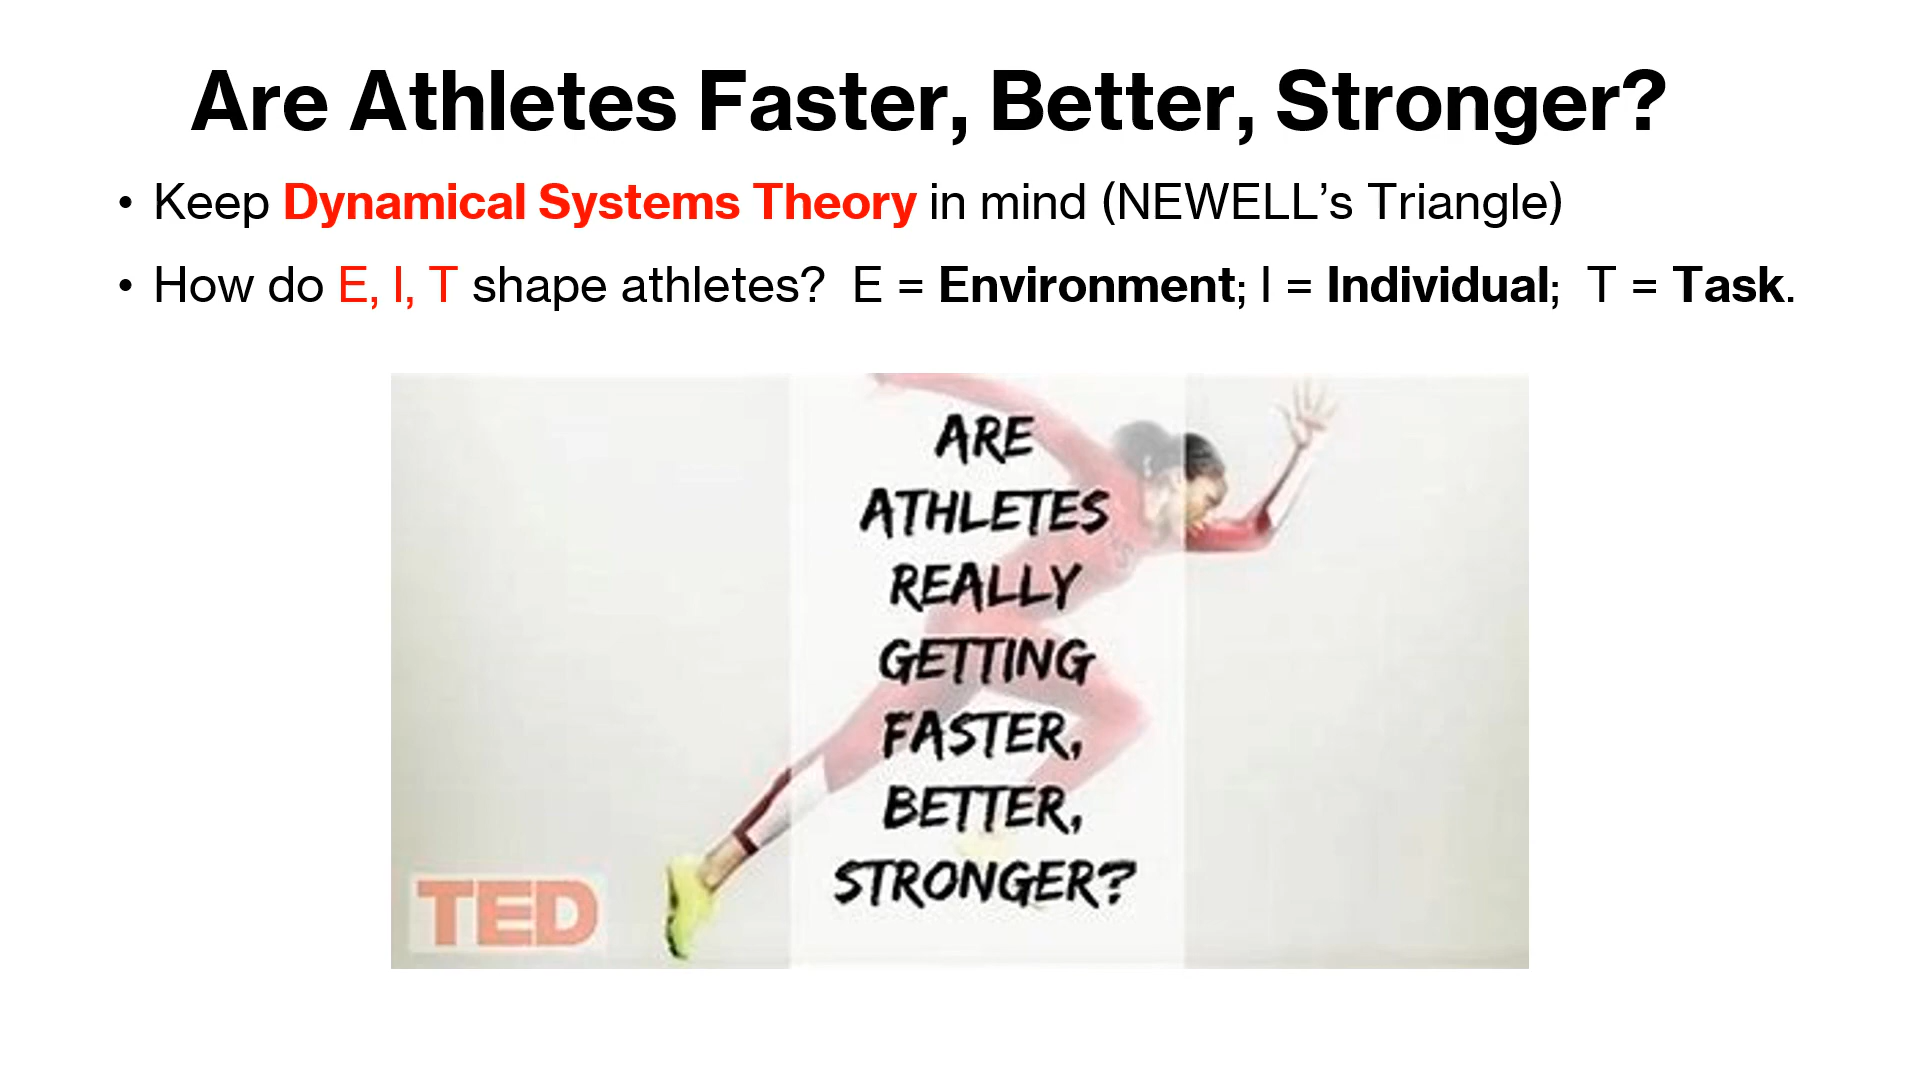 Are Athletes Faster, Better, Stronger?
• Keep Dynamical Systems Theory in mind (NEWELL’s Triangle)
• How do E, I, T shape athletes?  E = Environment; I = Individual;  T = Task.
ARE
ATHLETES
REALLY
GETTING
FASTER,
BETTER,
STRONGER?
TED